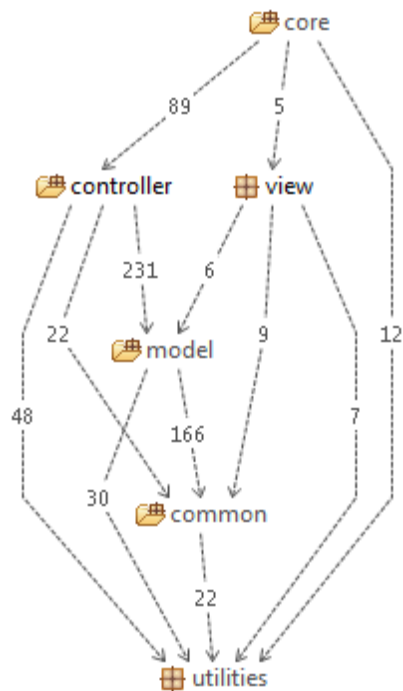 core
89
5
controller
view
231
6
22
9
12
model
48
166
7
30
common
22
utilities